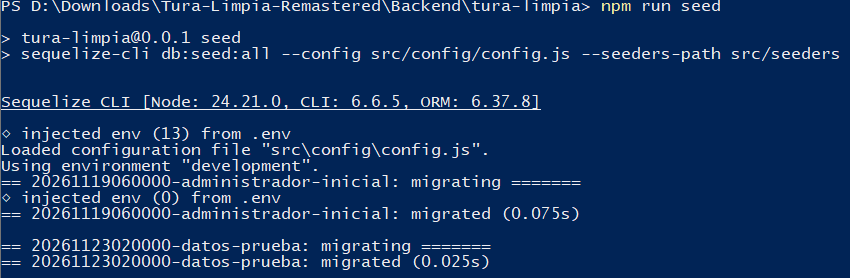 PS D:\Downloads\Tura-Limpia-Remastered\Backend\tura-limpia> npm run seed
> tura-limpia@0.0.1 seed
> sequelize-cli db:seed:all --config src/config/config.js --seeders-path src/seeders
Sequelize CLI [Node: 24.21.0, CLI: 6.6.5, ORM: 6.37.8]
◇ injected env (13) from .env
Loaded configuration file "src\config\config.js".
Using environment "development".
== 20261119060000-administrador-inicial: migrating =======
◇ injected env (0) from .env
== 20261119060000-administrador-inicial: migrated (0.075s)
== 20261123020000-datos-prueba: migrating =======
== 20261123020000-datos-prueba: migrated (0.025s)